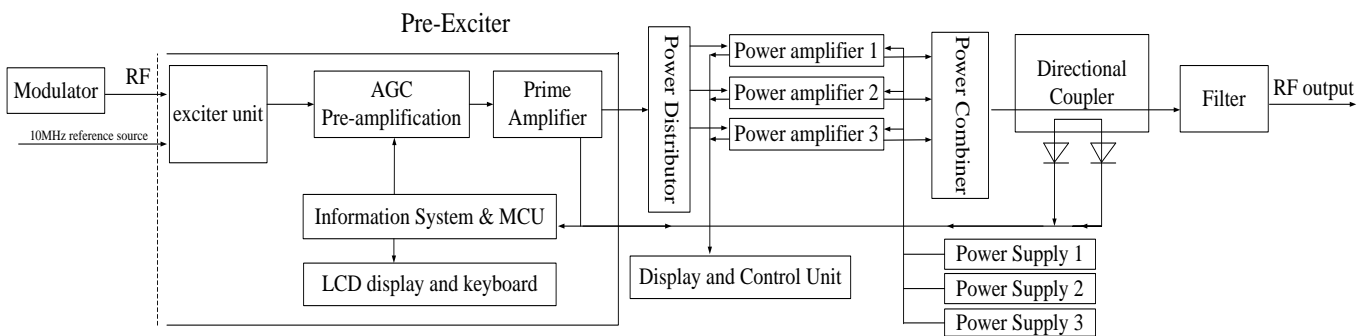 Pre-Exciter
Modulator
RF
10MHz reference source
exciter unit
AGC
Pre-amplification
Prime
Amplifier
Information System & MCU
LCD display and keyboard
Power Distributor
Power amplifier 1
Power amplifier 2
Power amplifier 3
Display and Control Unit
Power Combiner
Directional
Coupler
Filter
RF output
Power Supply 1
Power Supply 2
Power Supply 3